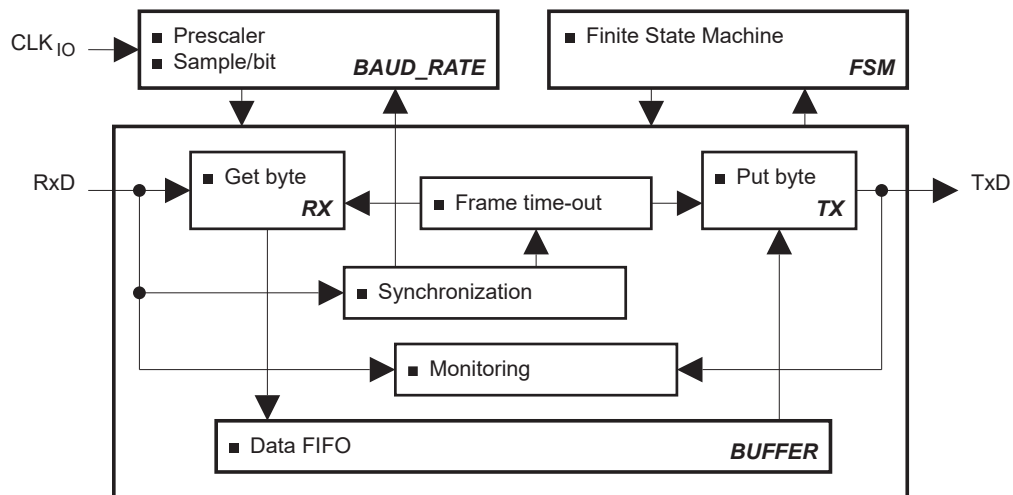 CLK IO
■ Prescaler
■ Sample/bit
BAUD_RATE
■ Finite State Machine
FSM
RxD
■ Get byte
RX
■ Frame time-out
■ Put byte
TX
TxD
■ Synchronization
■ Monitoring
■ Data FIFO
BUFFER